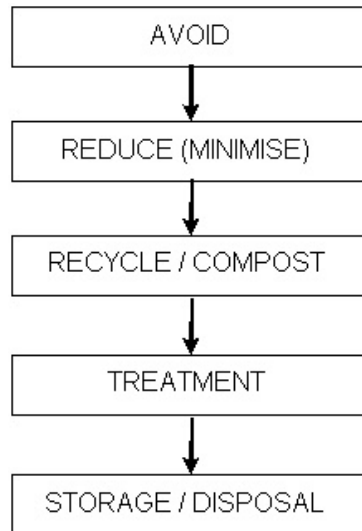 AVOID
REDUCE (MINIMISE)
RECYCLE / COMPOST
TREATMENT
STORAGE / DISPOSAL